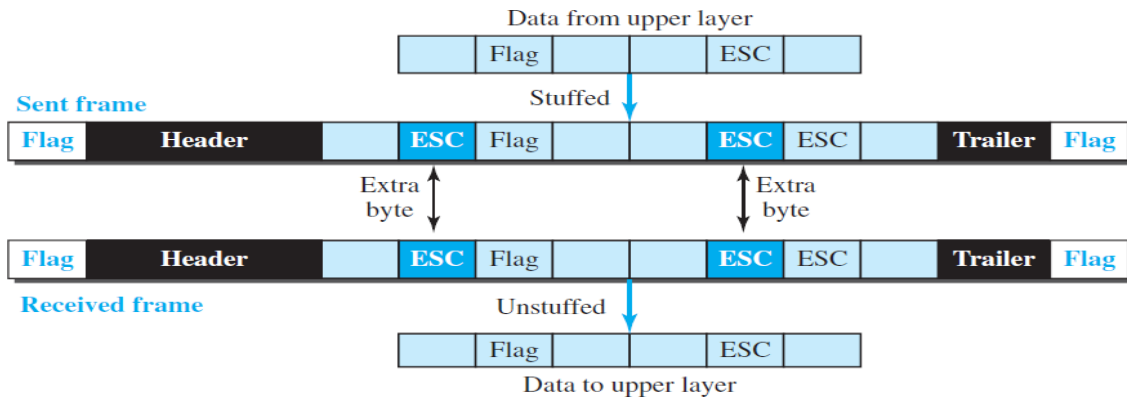 Data from upper layer
Flag ESC
Stuffed
Sent frame
Flag Header ESC Flag ESC ESC Trailer Flag
Extra byte Extra byte
Flag Header ESC Flag ESC ESC Trailer Flag
Received frame
Unstuffed
Flag ESC
Data to upper layer